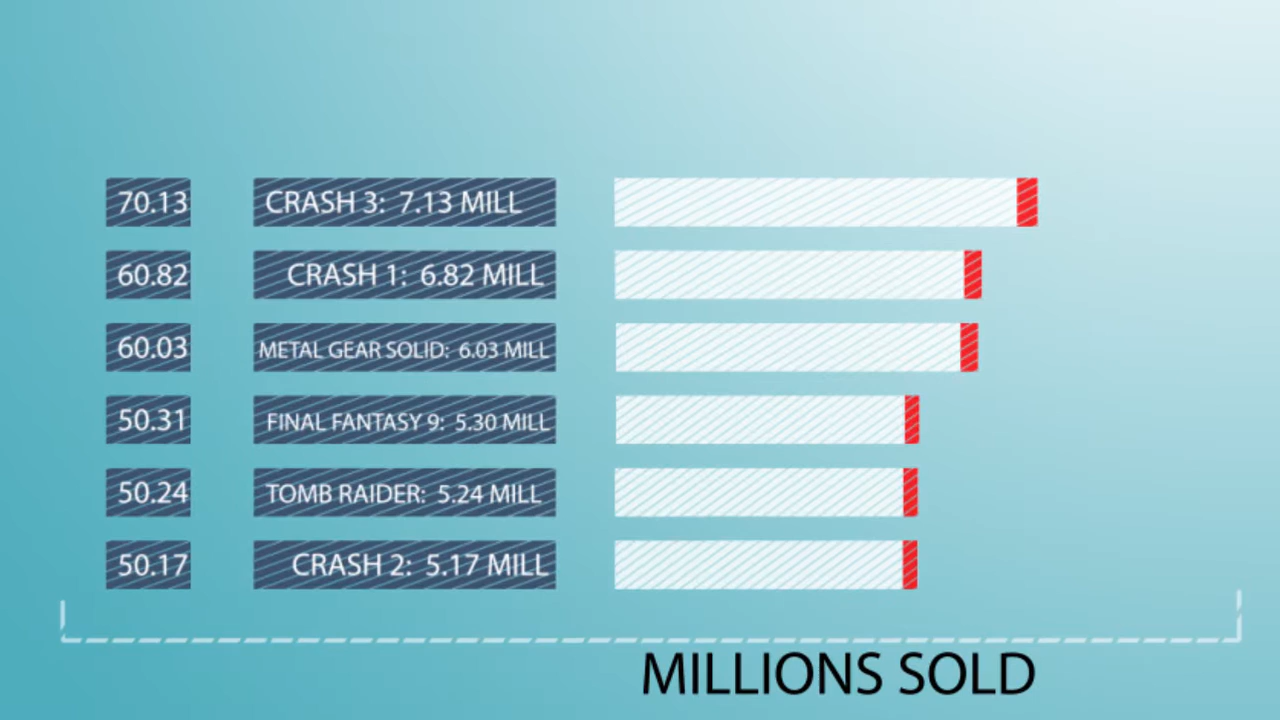 70.13 CRASH 3: 7.13 MILL
60.82 CRASH 1: 6.82 MILL
60.03 METAL GEAR SOLID: 6.03 MILL
50.31 FINAL FANTASY 9: 5.30 MILL
50.24 TOMB RAIDER: 5.24 MILL
50.17 CRASH 2: 5.17 MILL
MILLIONS SOLD